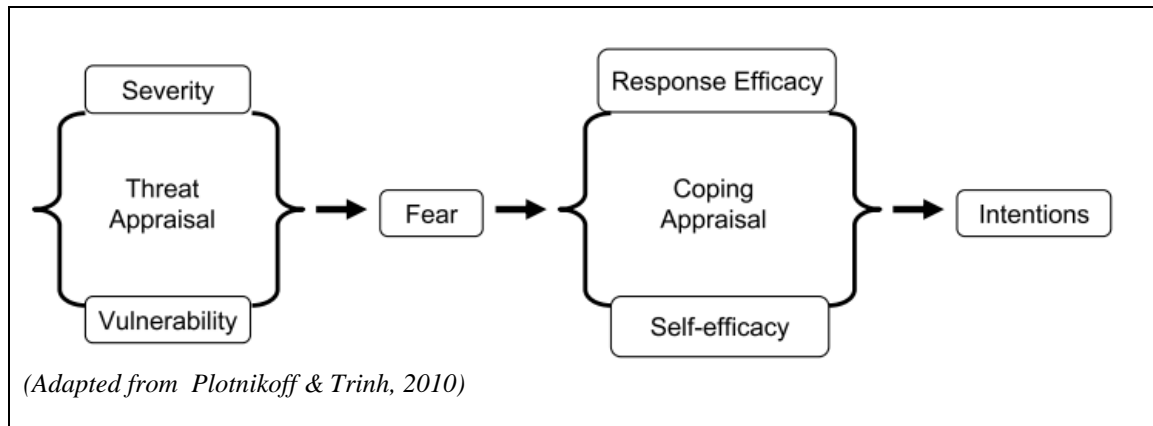 Severity
Threat
Appraisal
Vulnerability
Fear
Response Efficacy
Coping
Appraisal
Self-efficacy
Intentions
(Adapted from Plotnikoff & Trinh, 2010)